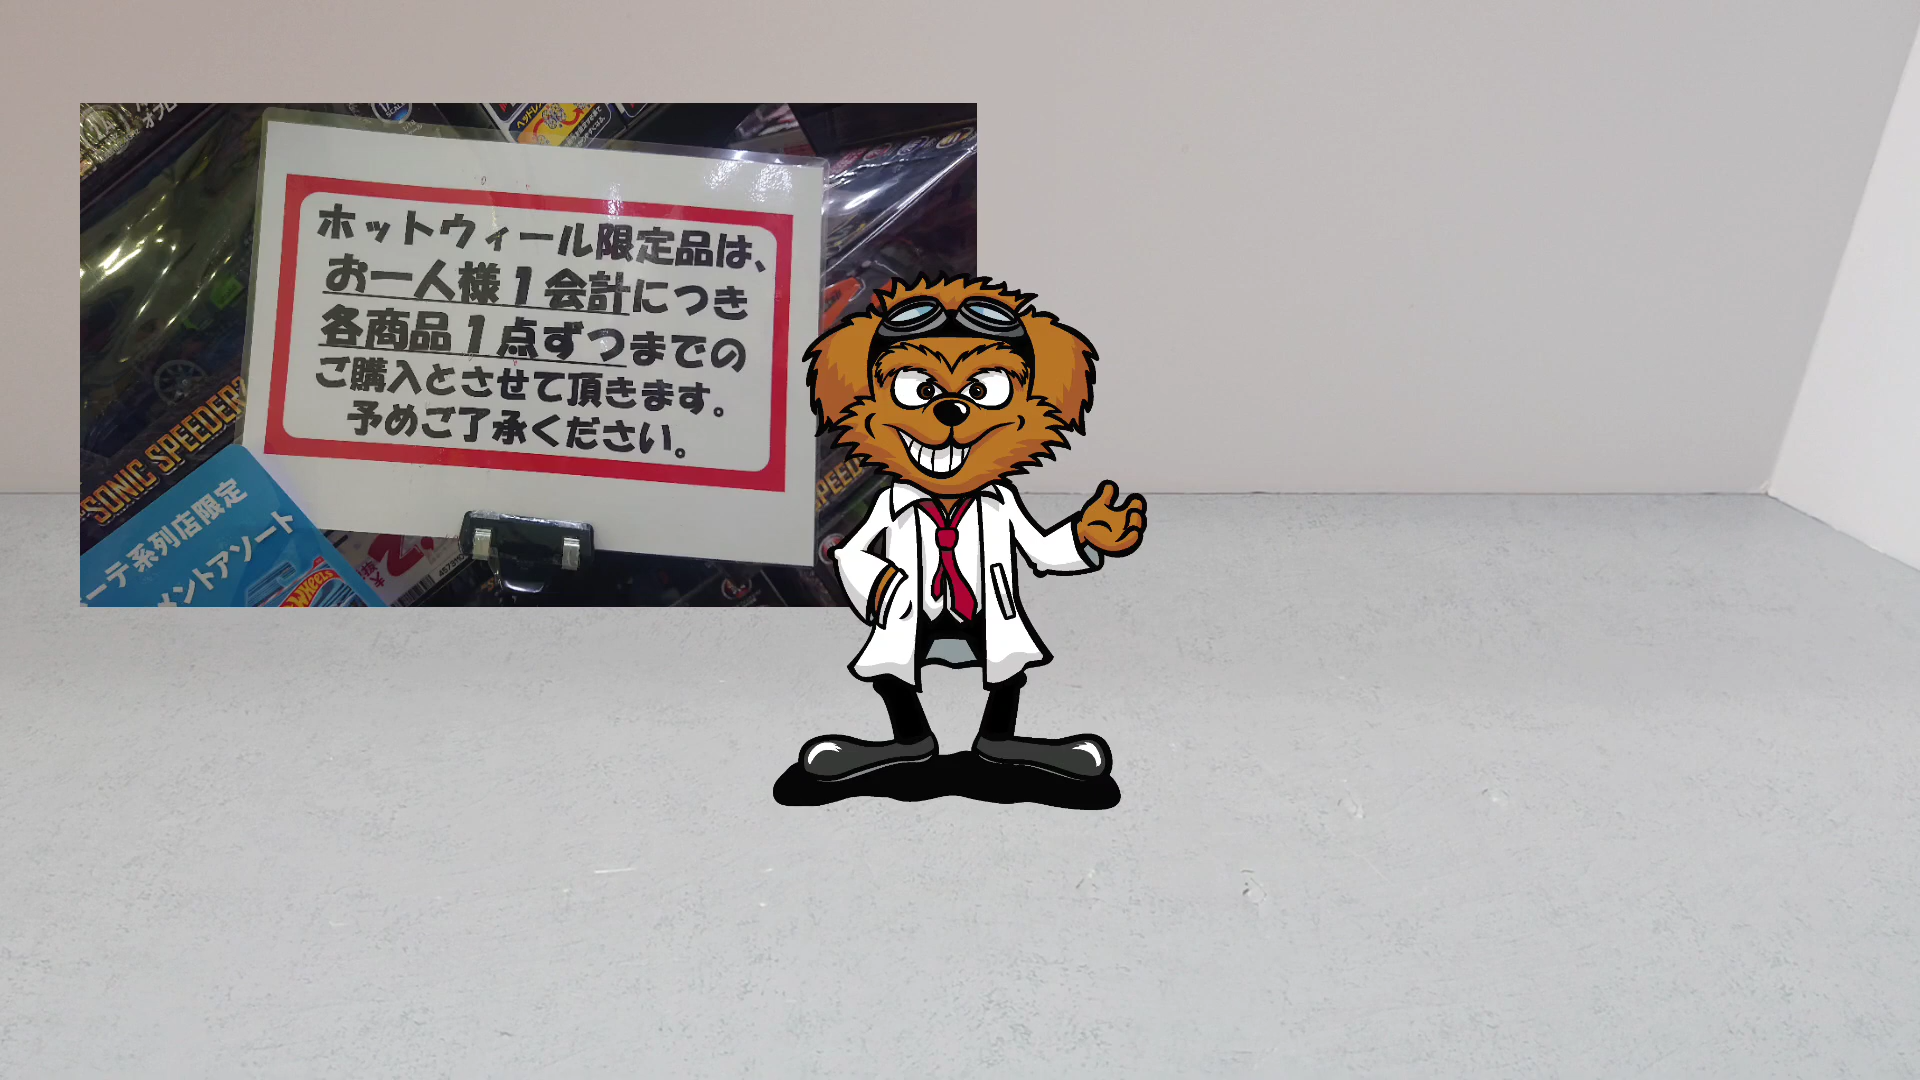 ホットウィール限定品は、
お一人様1会計につき
各商品1点ずつまでの
ご購入とさせて頂きます。
予めご了承ください。
SONIC SPEEDER
SPEED
ーテ系列店限定
メントアソート
WHEELS